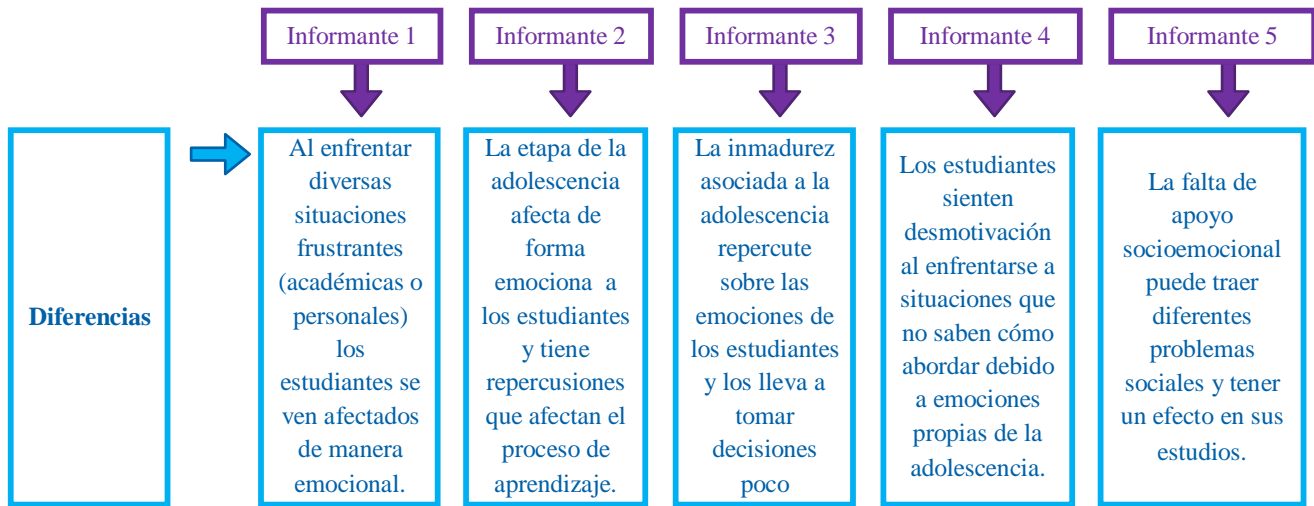 Informante 1
Informante 2
Informante 3
Informante 4
Informante 5
Diferencias
Al enfrentar
diversas
situaciones
frustrantes
(académicas o
personales)
los
estudiantes se
ven afectados
de manera
emocional.
La etapa de la
adolescencia
afecta de
forma
emociona a
los estudiantes
y tiene
repercusiones
que afectan el
proceso de
aprendizaje.
La inmadurez
asociada a la
adolescencia
repercute
sobre las
emociones de
los estudiantes
y los lleva a
tomar
decisiones
poco
Los estudiantes
sienten
desmotivación
al enfrentarse a
situaciones que
no saben cómo
abordar debido
a emociones
propias de la
adolescencia.
La falta de
apoyo
socioemocional
puede traer
diferentes
problemas
sociales y tener
un efecto en sus
estudios.